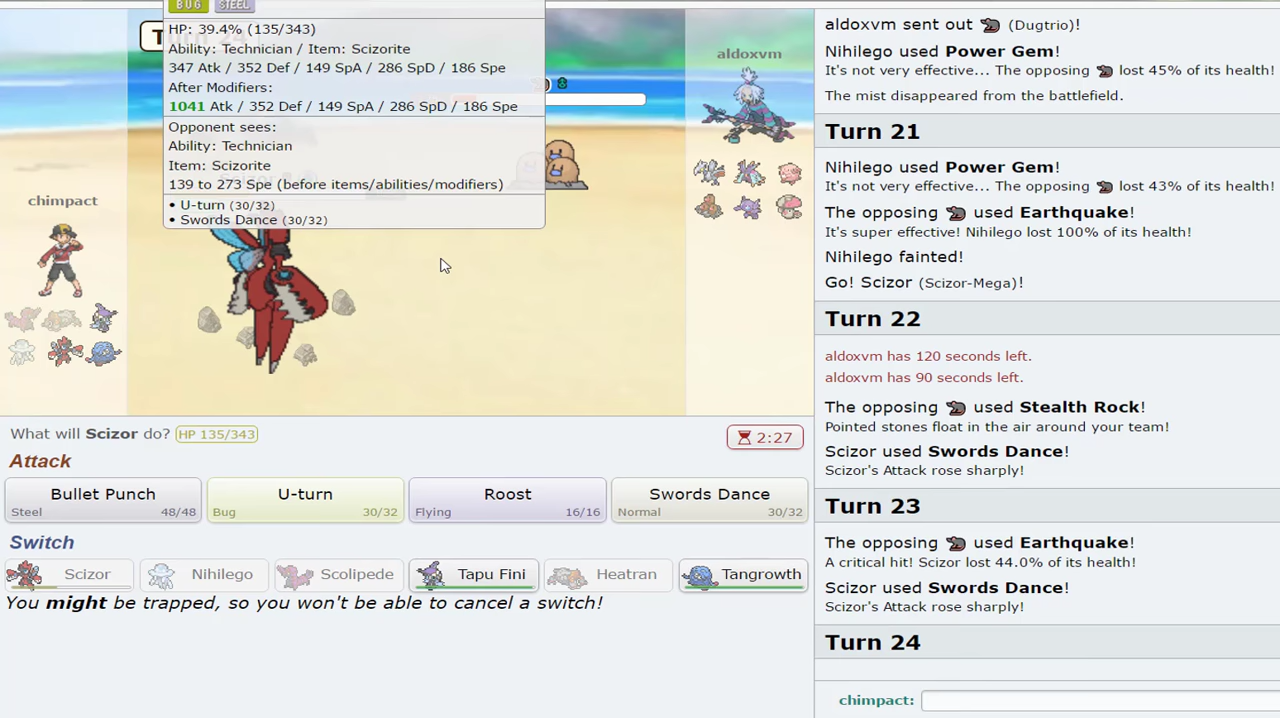 BUG STEEL
HP: 39.4% (135/343)
Ability: Technician / Item: Scizorite
347 Atk / 352 Def / 149 SpA / 286 SpD / 186 Spe
After Modifiers:
1041 Atk / 352 Def / 149 SpA / 286 SpD / 186 Spe
Opponent sees:
Ability: Technician
Item: Scizorite
139 to 273 Spe (before items/abilities/modifiers)
• U-turn (30/32)
• Swords Dance (30/32)
chimpact
aldoxvm
What will Scizor do? HP 135/343
2:27
Attack
Bullet Punch
Steel 48/48
U-turn
Bug 30/32
Roost
Flying 16/16
Swords Dance
Normal 30/32
Switch
Scizor
Nihilego
Scolipede
Tapu Fini
Heatran
Tangrowth
You might be trapped, so you won't be able to cancel a switch!
aldoxvm sent out (Dugtrio)!
Nihilego used Power Gem!
It's not very effective... The opposing lost 45% of its health!
The mist disappeared from the battlefield.
Turn 21
Nihilego used Power Gem!
It's not very effective... The opposing lost 43% of its health!
The opposing used Earthquake!
It's super effective! Nihilego lost 100% of its health!
Nihilego fainted!
Go! Scizor (Scizor-Mega)!
Turn 22
aldoxvm has 120 seconds left.
aldoxvm has 90 seconds left.
The opposing used Stealth Rock!
Pointed stones float in the air around your team!
Scizor used Swords Dance!
Scizor's Attack rose sharply!
Turn 23
The opposing used Earthquake!
A critical hit! Scizor lost 44.0% of its health!
Scizor used Swords Dance!
Scizor's Attack rose sharply!
Turn 24
chimpact: